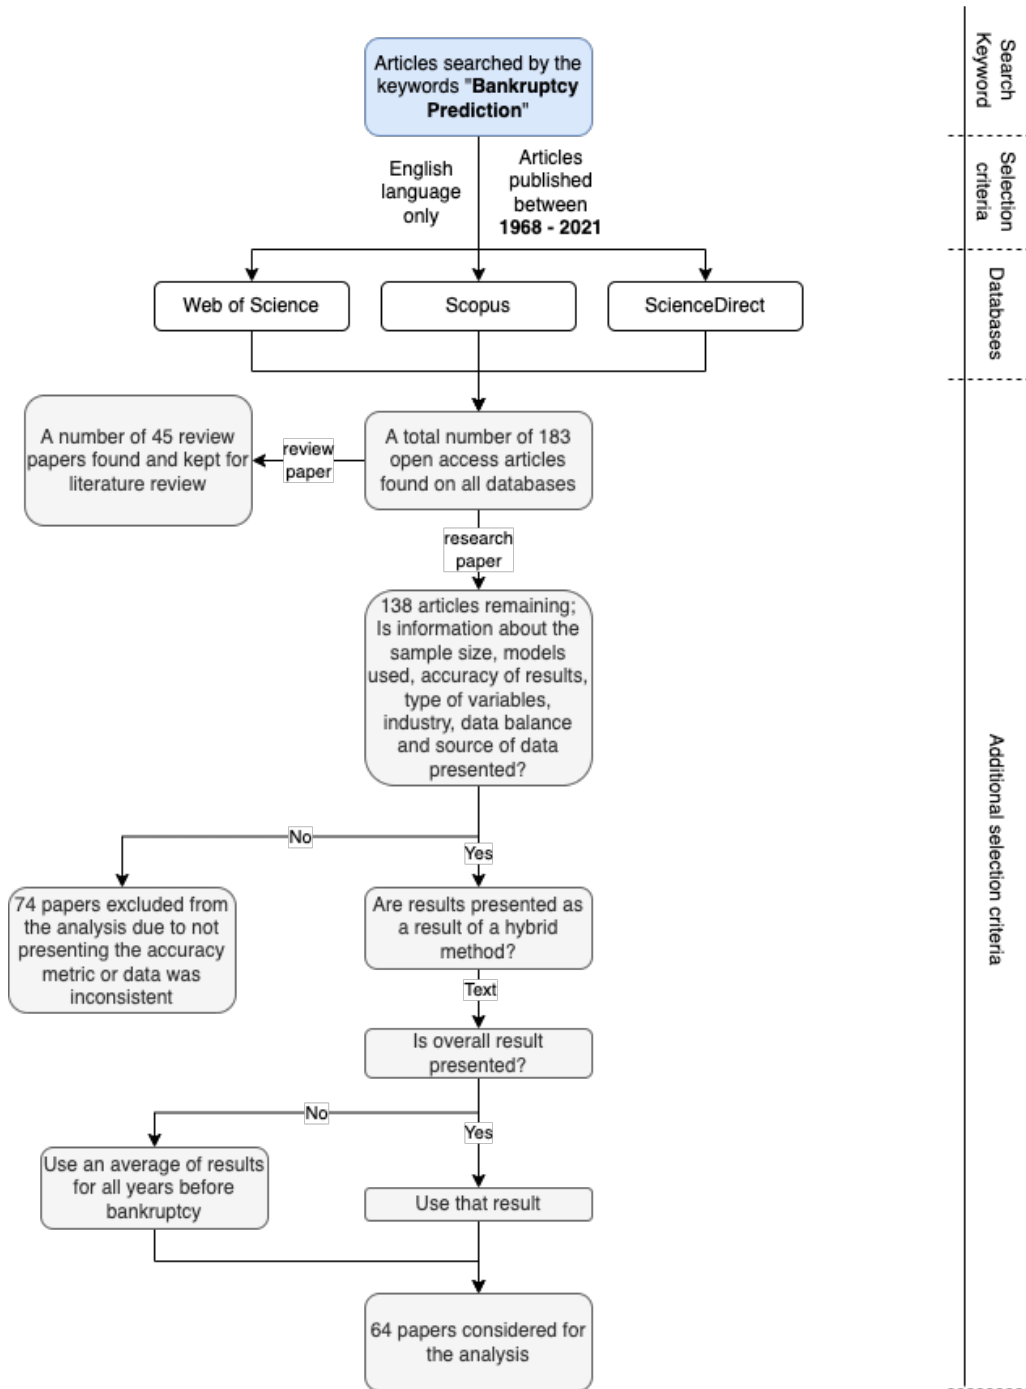 Articles searched by the
keywords "Bankruptcy
Prediction"
English
language
only
Articles
published
between
1968 - 2021
Web of Science
Scopus
ScienceDirect
A number of 45 review
papers found and kept for
literature review
review
paper
A total number of 183
open access articles
found on all databases
research
paper
138 articles remaining;
Is information about the
sample size, models
used, accuracy of results,
type of variables,
industry, data balance
and source of data
presented?
No
Yes
74 papers excluded from
the analysis due to not
presenting the accuracy
metric or data was
inconsistent
Are results presented as
a result of a hybrid
method?
Text
Is overall result
presented?
No
Yes
Use an average of results
for all years before
bankruptcy
Use that result
64 papers considered for
the analysis
Search
Keyword
Selection
criteria
Databases
Additional selection criteria